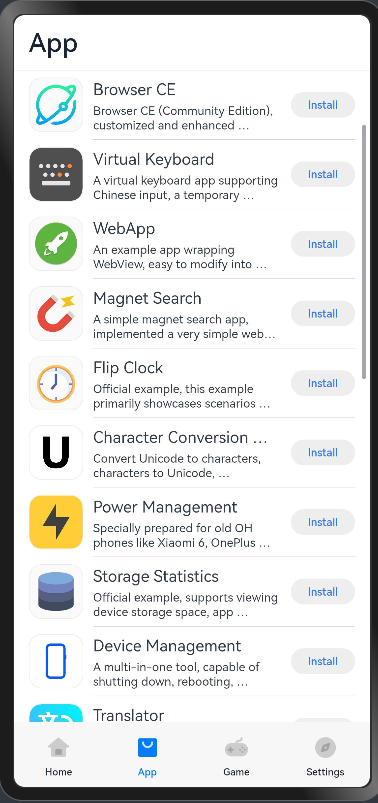 App
Browser CE
Browser CE (Community Edition),
customized and enhanced ...
Install
Virtual Keyboard
A virtual keyboard app supporting
Chinese input, a temporary ...
Install
WebApp
An example app wrapping
WebView, easy to modify into ...
Install
Magnet Search
A simple magnet search app,
implemented a very simple web...
Install
Flip Clock
Official example, this example
primarily showcases scenarios ...
Install
U
Character Conversion ...
Convert Unicode to characters,
characters to Unicode, ...
Install
Power Management
Specially prepared for old OH
phones like Xiaomi 6, OnePlus ...
Install
Storage Statistics
Official example, supports viewing
device storage space, app ...
Install
Device Management
A multi-in-one tool, capable of
shutting down, rebooting, ...
Install
Translator
Home
App
Game
Settings